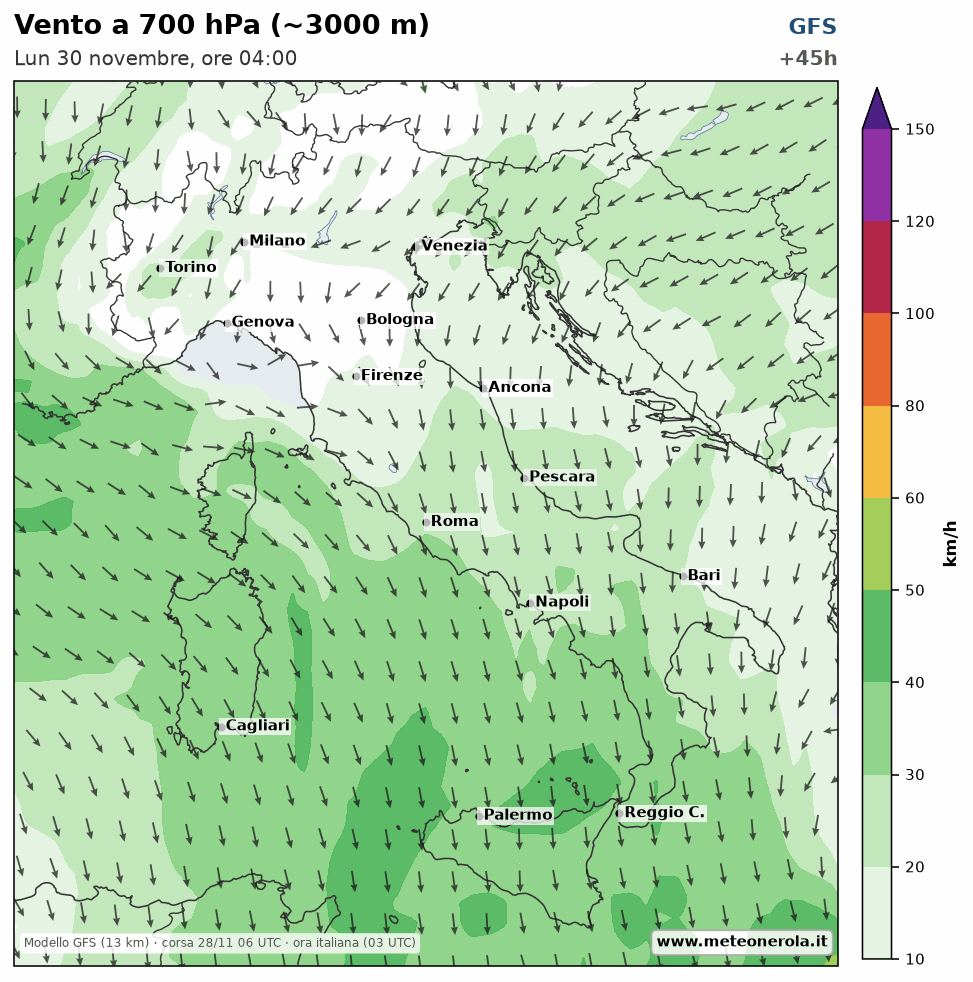 Vento a 700 hPa (~3000 m)
GFS
Lun 30 novembre, ore 04:00
+45h
Milano
Venezia
Torino
Genova
Bologna
Firenze
Ancona
Pescara
Roma
Bari
Napoli
Cagliari
Palermo
Reggio C.
150
120
100
80
60
50
40
30
20
10
km/h
Modello GFS (13 km) · corsa 28/11 06 UTC · ora italiana (03 UTC)
www.meteonerola.it